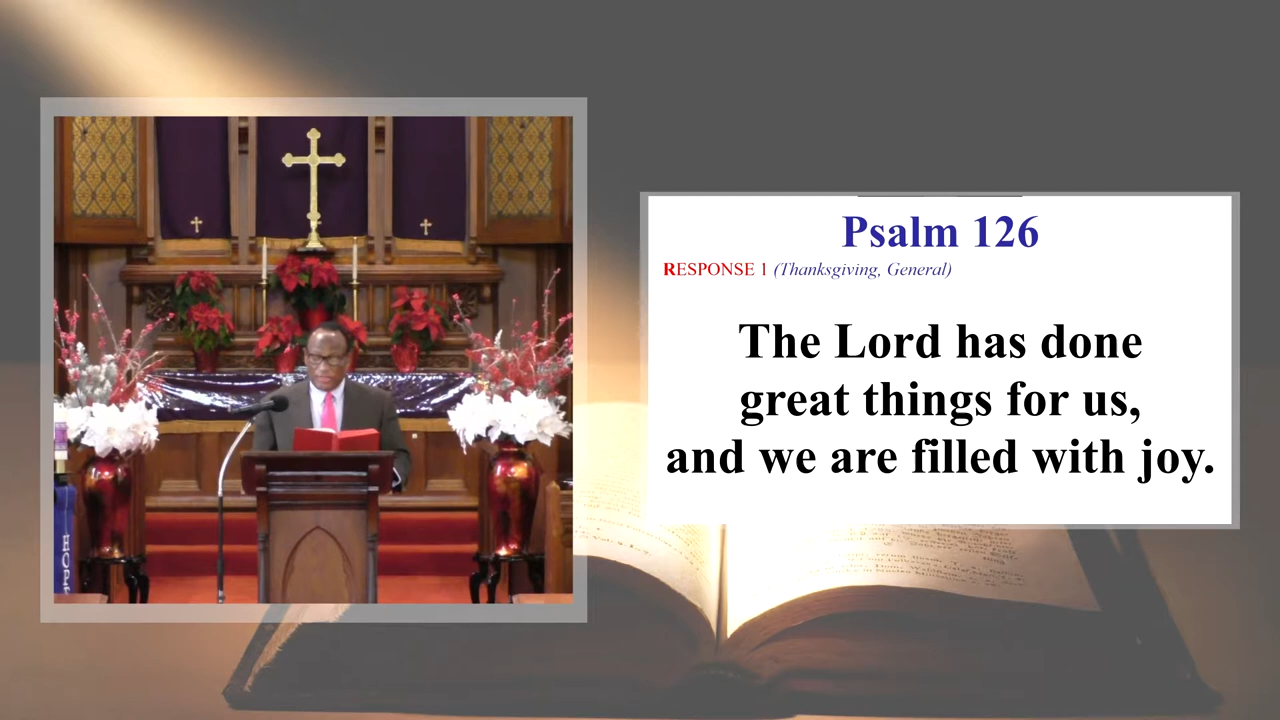 Psalm 126
RESPONSE 1 (Thanksgiving, General)
The Lord has done
great things for us,
and we are filled with joy.
HOPE